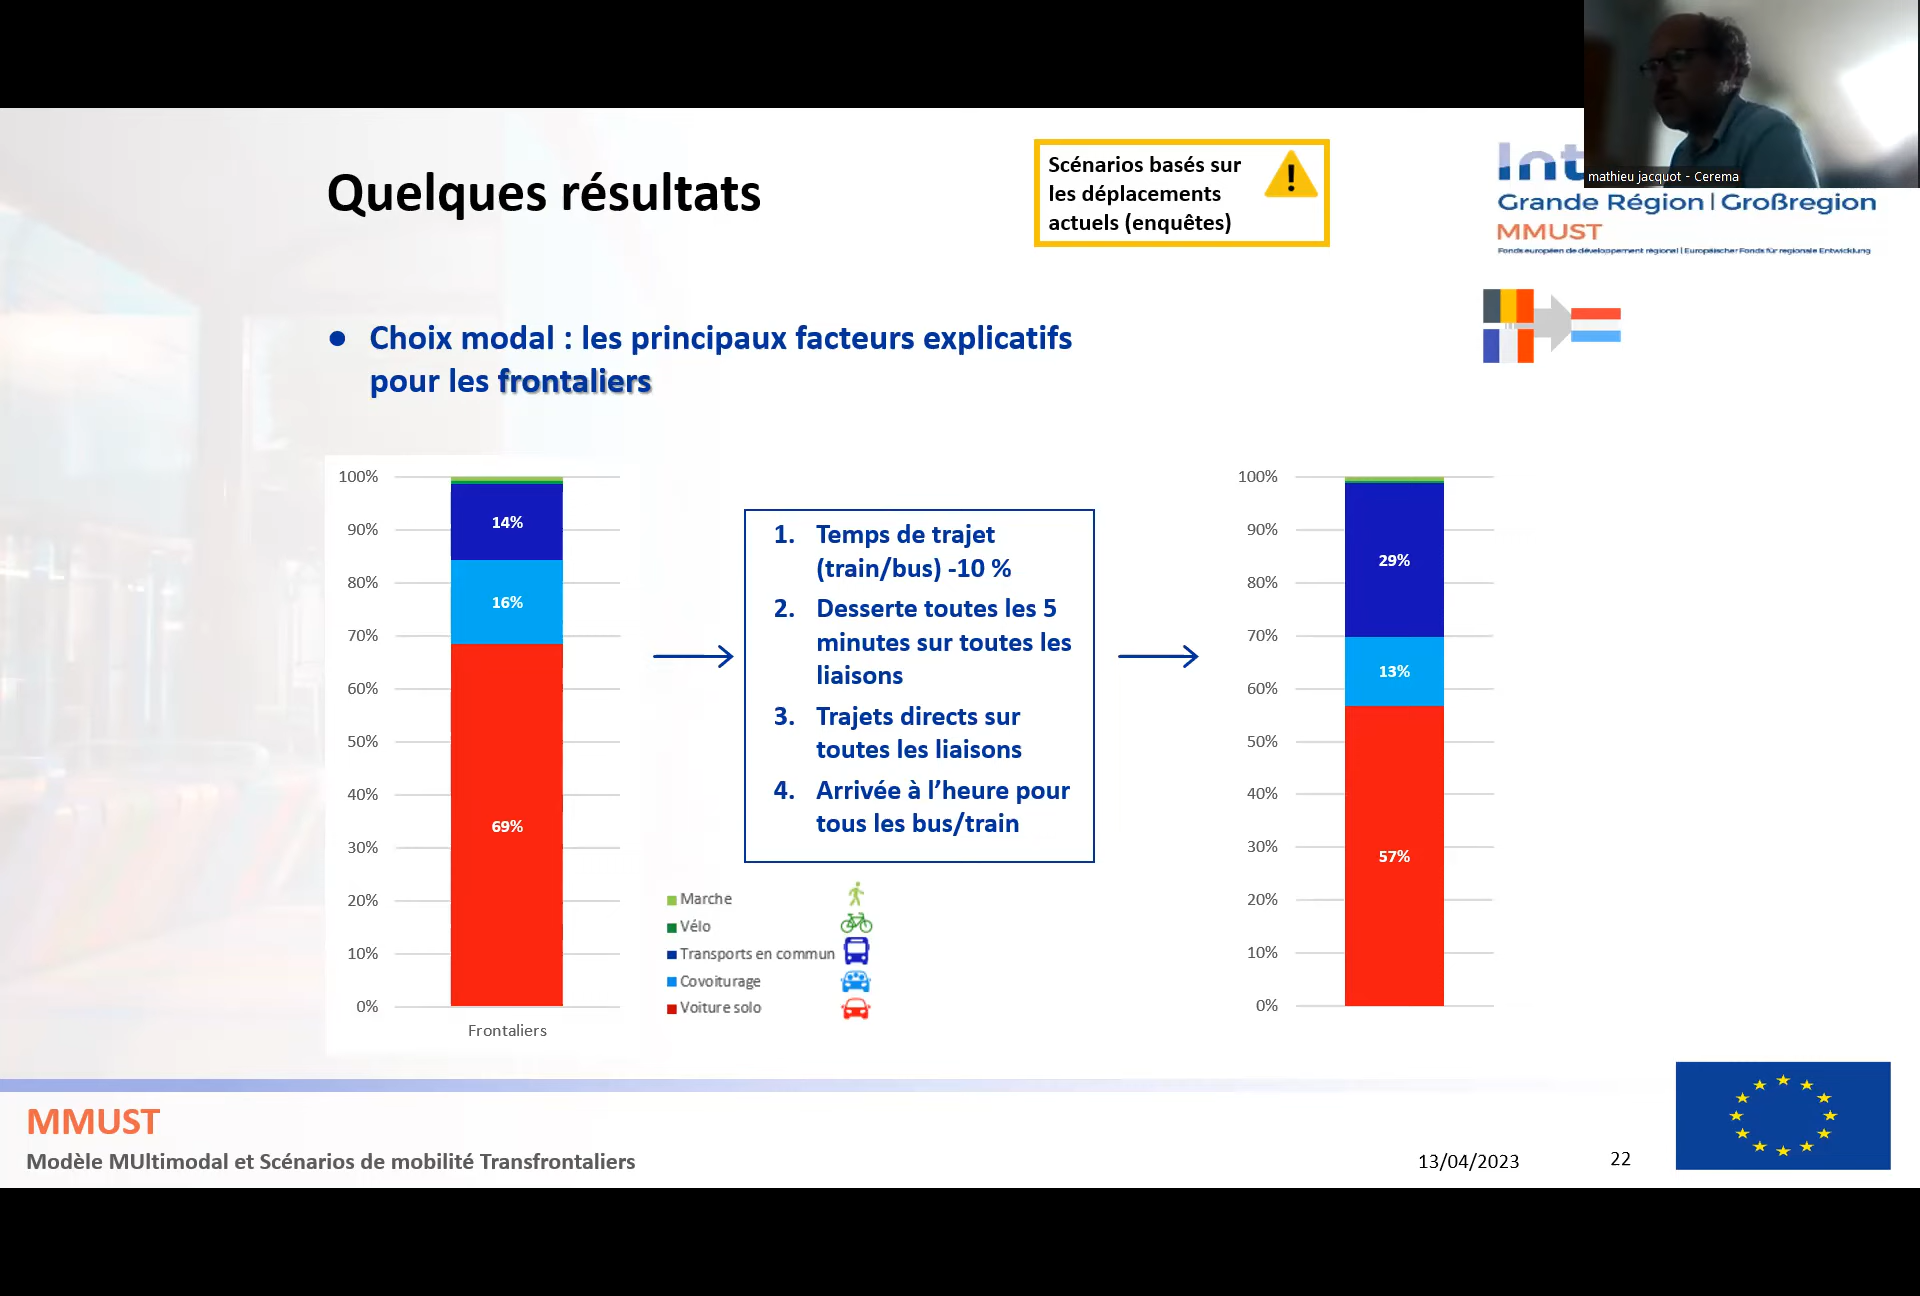 mathieu jacquot - Cerema
Quelques résultats
Scénarios basés sur
les déplacements
actuels (enquêtes)
Int
Grande Région | Großregion
MMUST
Fonds européen de développement régional | Europäischer Fonds für regionale Entwicklung
● Choix modal : les principaux facteurs explicatifs
pour les frontaliers
100%
90%
80%
70%
60%
50%
40%
30%
20%
10%
0%
14%
16%
69%
Frontaliers
1. Temps de trajet
(train/bus) -10 %
2. Desserte toutes les 5
minutes sur toutes les
liaisons
3. Trajets directs sur
toutes les liaisons
4. Arrivée à l’heure pour
tous les bus/train
Marche
Vélo
Transports en commun
Covoiturage
Voiture solo
100%
90%
80%
70%
60%
50%
40%
30%
20%
10%
0%
29%
13%
57%
MMUST
Modèle MUltimodal et Scénarios de mobilité Transfrontaliers
13/04/2023
22